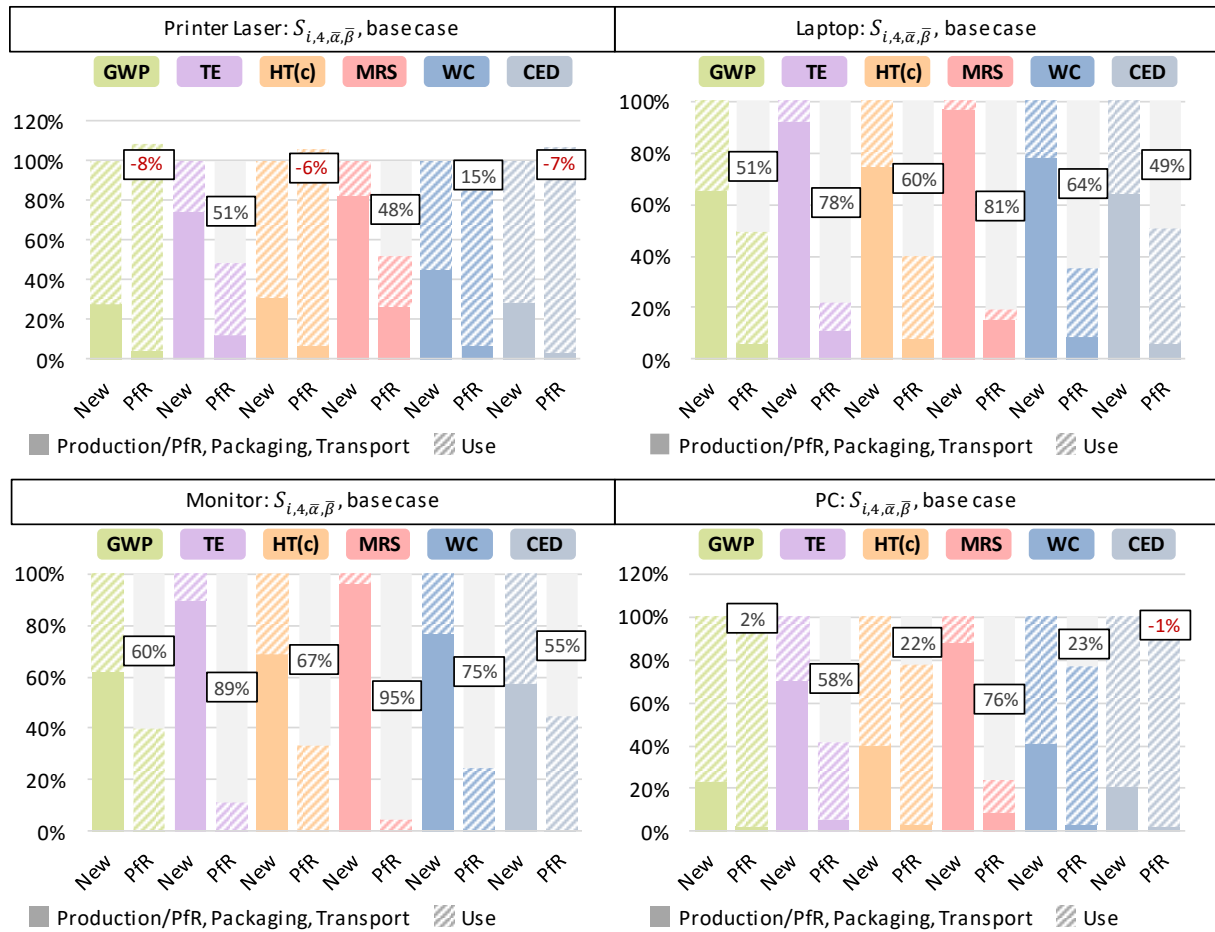 Printer Laser: S_{i,4,ᾱ,β̄}, base case
GWP TE HT(c) MRS WC CED
120%
100%
80%
60%
40%
20%
0%
-8% 51% -6% 48% 15% -7%
New PfR New PfR New PfR New PfR New PfR New PfR
Production/PfR, Packaging, Transport Use
Laptop: S_{i,4,ᾱ,β̄}, base case
GWP TE HT(c) MRS WC CED
100%
80%
60%
40%
20%
0%
51% 78% 60% 81% 64% 49%
New PfR New PfR New PfR New PfR New PfR New PfR
Production/PfR, Packaging, Transport Use
Monitor: S_{i,4,ᾱ,β̄}, base case
GWP TE HT(c) MRS WC CED
100%
80%
60%
40%
20%
0%
60% 89% 67% 95% 75% 55%
New PfR New PfR New PfR New PfR New PfR New PfR
Production/PfR, Packaging, Transport Use
PC: S_{i,4,ᾱ,β̄}, base case
GWP TE HT(c) MRS WC CED
120%
100%
80%
60%
40%
20%
0%
2% 58% 22% 76% 23% -1%
New PfR New PfR New PfR New PfR New PfR New PfR
Production/PfR, Packaging, Transport Use